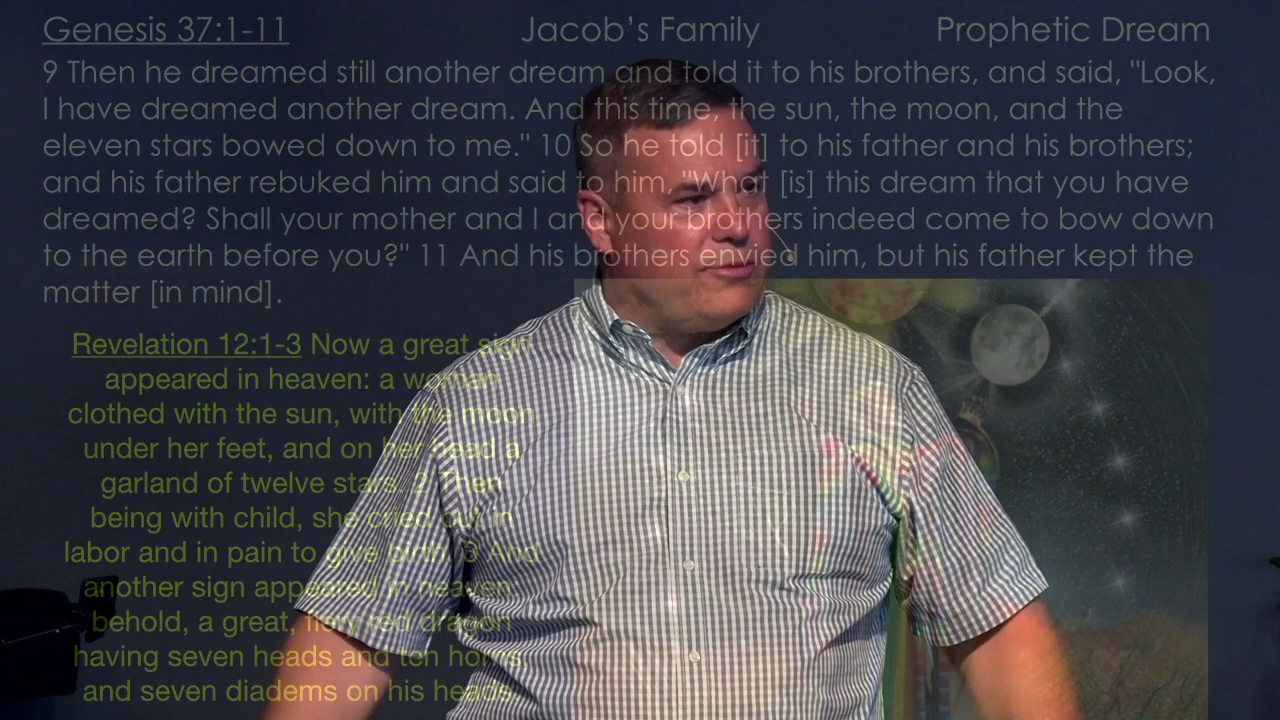 Genesis 37:1-11 Jacob's Family Prophetic Dream
9 Then he dreamed still another dream and told it to his brothers, and said, "Look,
I have dreamed another dream. And this time, the sun, the moon, and the
eleven stars bowed down to me." 10 So he told [it] to his father and his brothers;
and his father rebuked him and said to him, "What [is] this dream that you have
dreamed? Shall your mother and I and your brothers indeed come to bow down
to the earth before you?" 11 And his brothers envied him, but his father kept the
matter [in mind].
Revelation 12:1-3 Now a great sign
appeared in heaven: a woman
clothed with the sun, with the moon
under her feet, and on her head a
garland of twelve stars. 2 Then
being with child, she cried out in
labor and in pain to give birth. 3 And
another sign appeared in heaven:
behold, a great, fiery red dragon
having seven heads and ten horns,
and seven diadems on his heads.